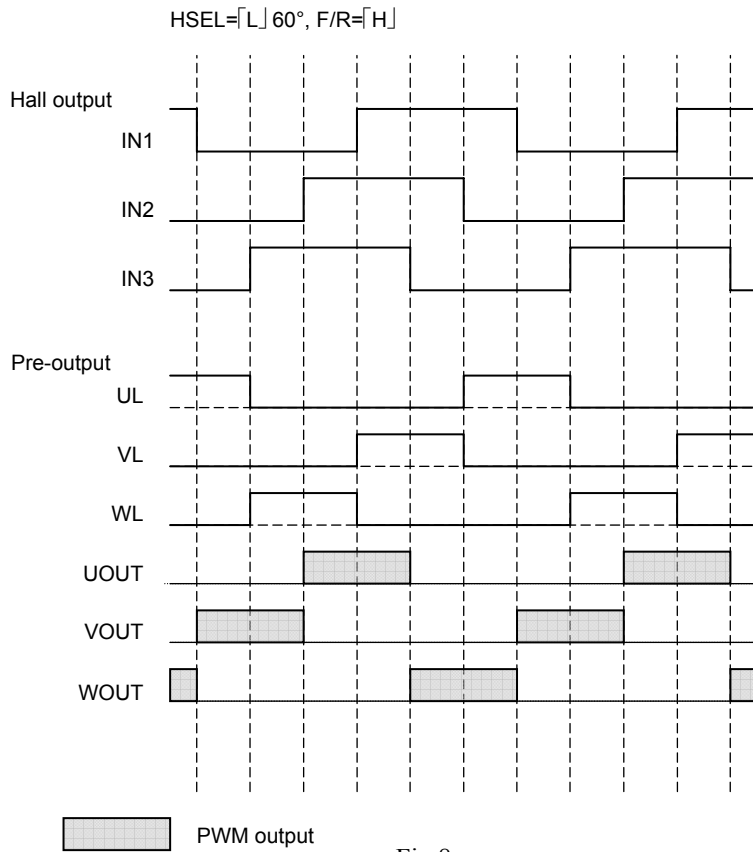 HSEL=｢L｣ 60°, F/R=｢H｣
Hall output
IN1
IN2
IN3
Pre-output
UL
VL
WL
UOUT
VOUT
WOUT
PWM output